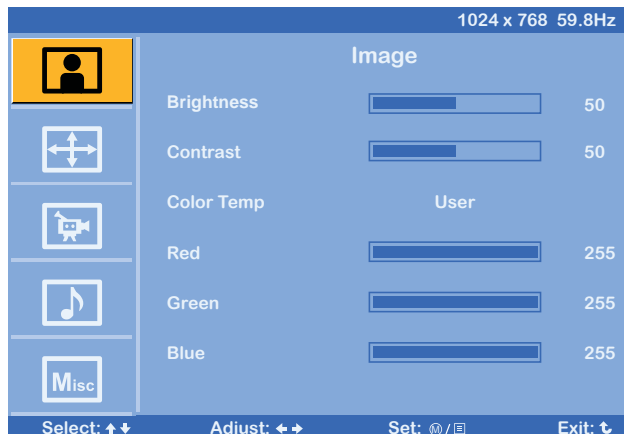 1024 x 768 59.8Hz
Image
Brightness 50
Contrast 50
Color Temp User
Red 255
Green 255
Blue 255
Misc
Select: Adjust: Set: M / Exit: